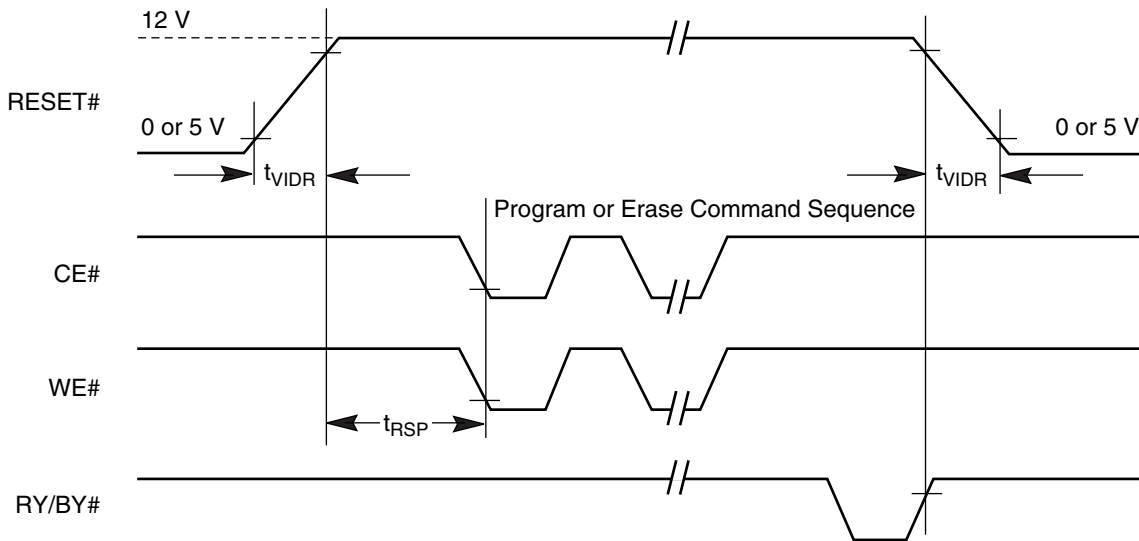 12 V
RESET#
0 or 5 V
0 or 5 V
tVIDR
tVIDR
Program or Erase Command Sequence
CE#
WE#
tRSP
RY/BY#